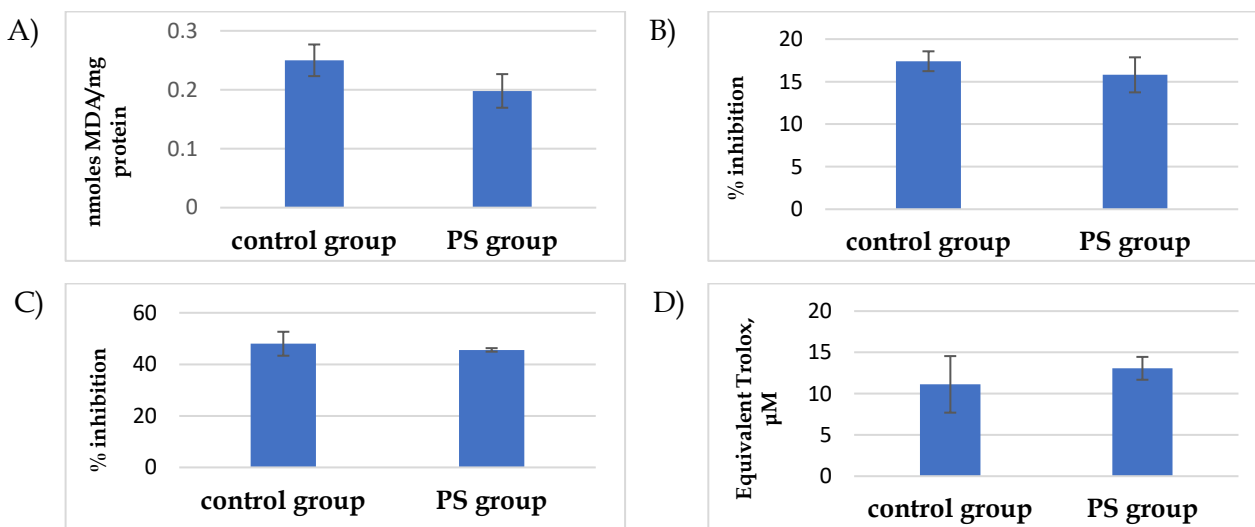 A)
nmoles MDA/mg
protein
0.3
0.2
0.1
0
control group PS group
B)
% inhibition
20
15
10
5
0
control group PS group
C)
% inhibition
60
40
20
0
control group PS group
D)
Equivalent Trolox,
µM
20
15
10
5
0
control group PS group